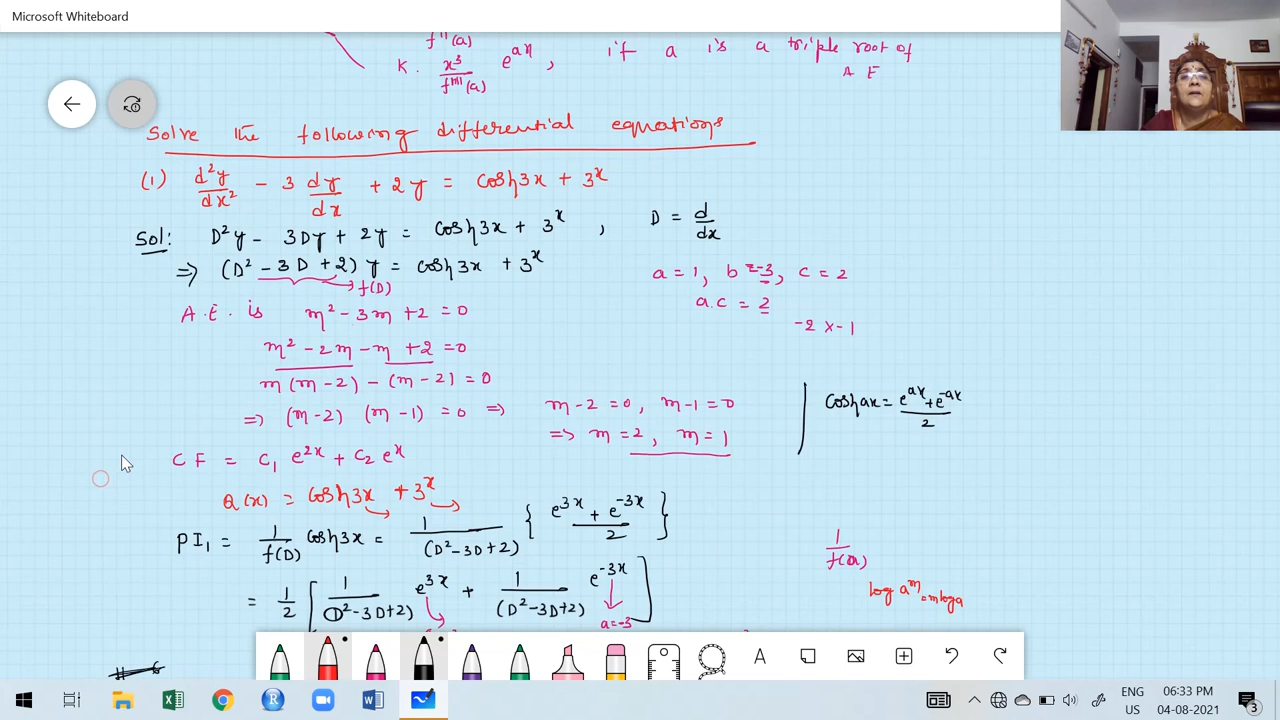 Microsoft Whiteboard
f''(a)
K. x³/f'''(a) e^ax, if a is a triple root of
A E
Solve the following differential equations
(1) d²y/dx² - 3 dy/dx + 2y = cosh3x + 3^x
Sol: D²y - 3Dy + 2y = cosh3x + 3^x , D = d/dx
⇒ (D² - 3D + 2) y = cosh3x + 3^x
f(D)
a = 1, b = -3, c = 2
a.c = 2
-2 x -1
A.E. is m² - 3m + 2 = 0
m² - 2m - m + 2 = 0
m(m-2) - (m-2) = 0
⇒ (m-2) (m-1) = 0 ⇒ m-2 = 0, m-1 = 0
⇒ m = 2, m = 1
cosh ax = e^ax + e^-ax / 2
CF = C₁ e^2x + C₂ e^x
Q(x) = cosh3x + 3^x
PI₁ = 1/f(D) cosh3x = 1/(D²-3D+2) { e^3x + e^-3x / 2 }
1/f(a)
log a^m = m log a
= 1/2 [ 1/(D²-3D+2) e^3x + 1/(D²-3D+2) e^-3x ]
a=-3
ENG
US
06:33 PM
04-08-2021
3